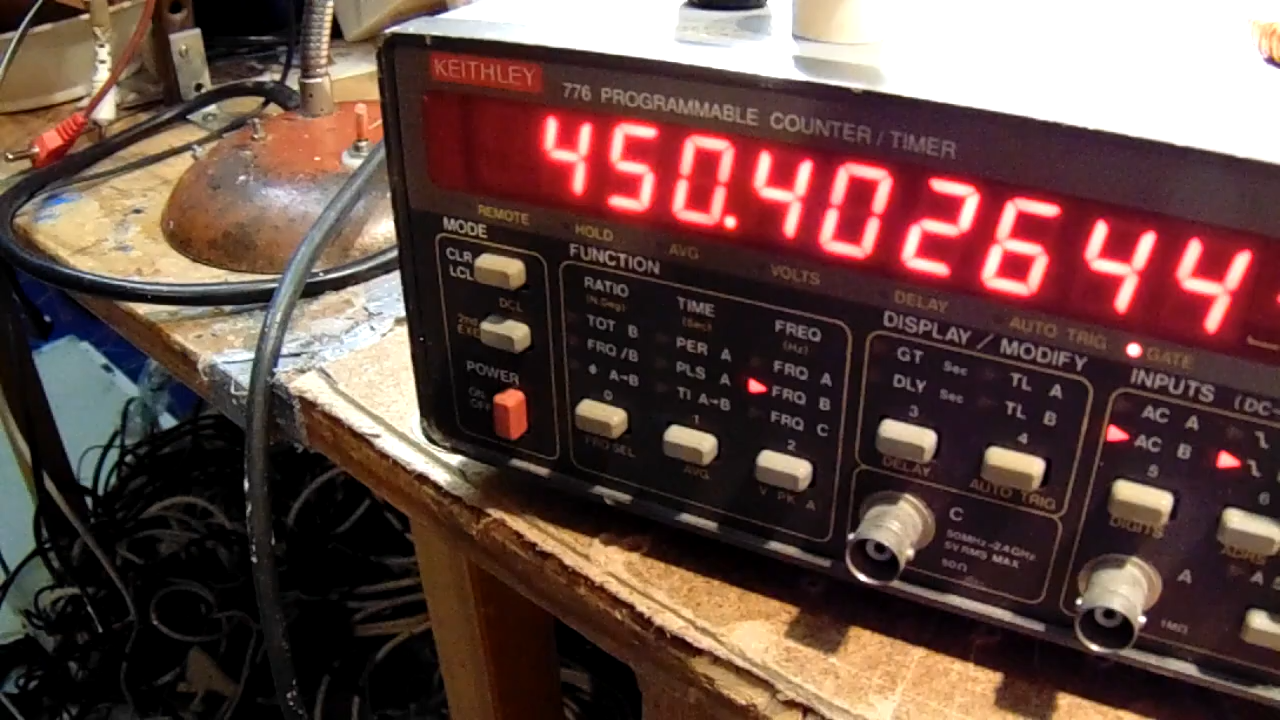 KEITHLEY
776 PROGRAMMABLE COUNTER / TIMER
450.402644
REMOTE HOLD AVG VOLTS DELAY AUTO TRIG GATE
MODE
CLR
LCL
DCL
2nd
POWER
ON
OFF
FUNCTION
RATIO
TOT B
FRQ /B
A→B
0
FRQ SEL
TIME
(Sec)
PER A
PLS A
TI A→B
1
AVG
FREQ
(Hz)
FRQ A
FRQ B
FRQ C
2
V PK A
DISPLAY / MODIFY
GT Sec
DLY Sec
3
DELAY
TL A
TL B
4
AUTO TRIG
C
50MHz-2.4GHz
5V RMS MAX
50Ω
INPUTS (DC-
AC A
AC B
5
DIGITS
6
A
A
1MΩ